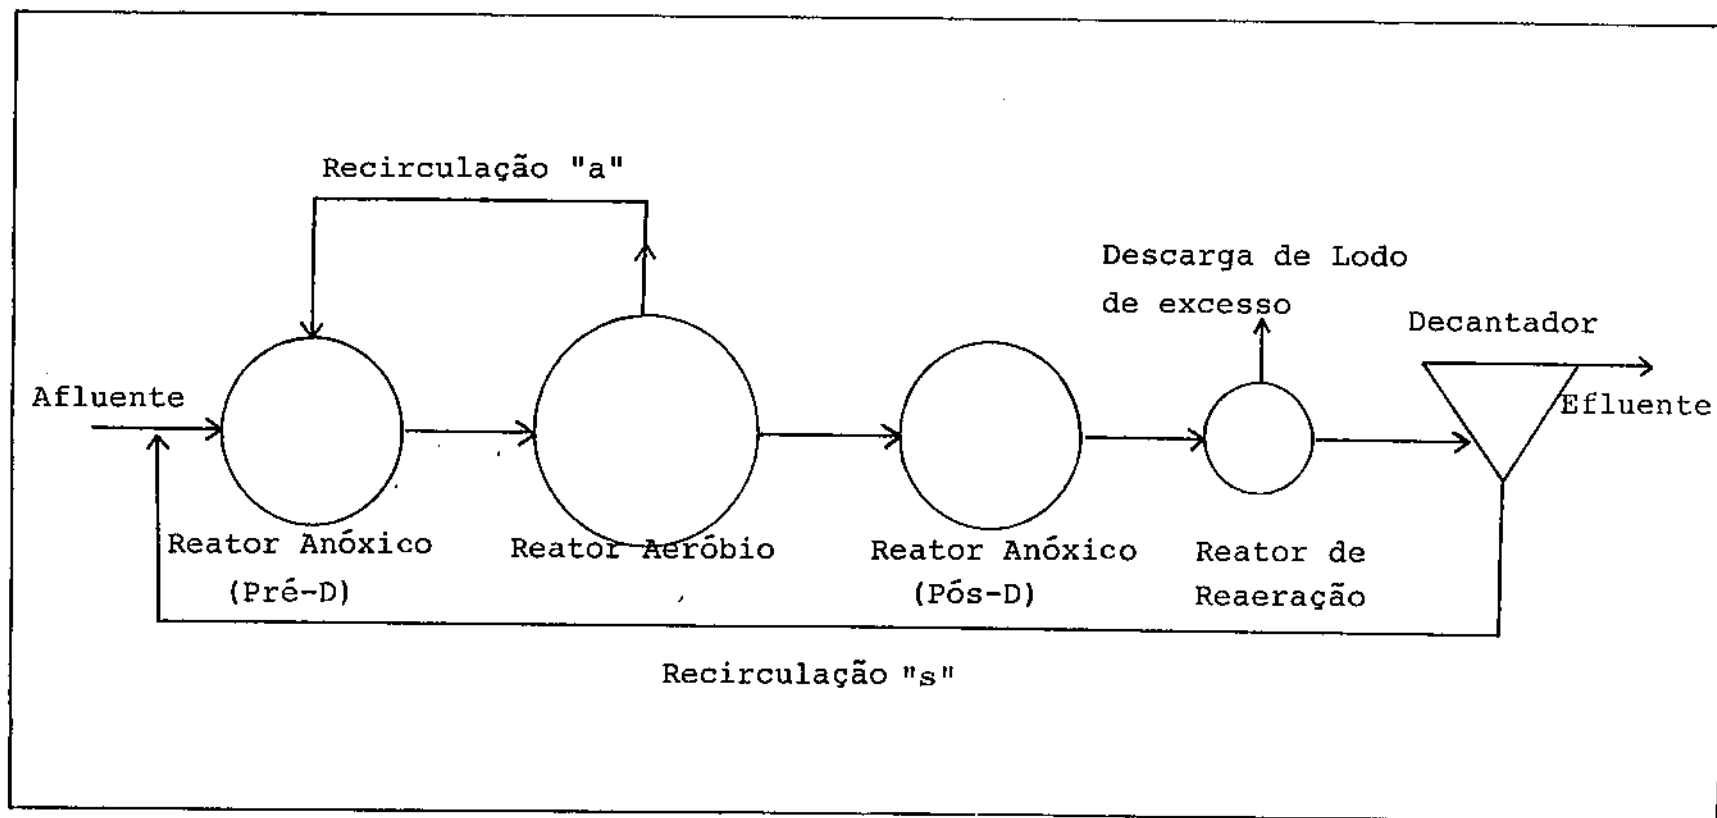 Recirculação "a"
Descarga de Lodo
de excesso
Decantador
Afluente
Efluente
Reator Anóxico
(Pré-D)
Reator Aeróbio
Reator Anóxico
(Pós-D)
Reator de
Reaeração
Recirculação "s"